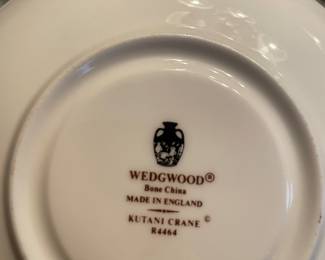 WEDGWOOD®
Bone China
MADE IN ENGLAND
KUTANI CRANE ©
R4464